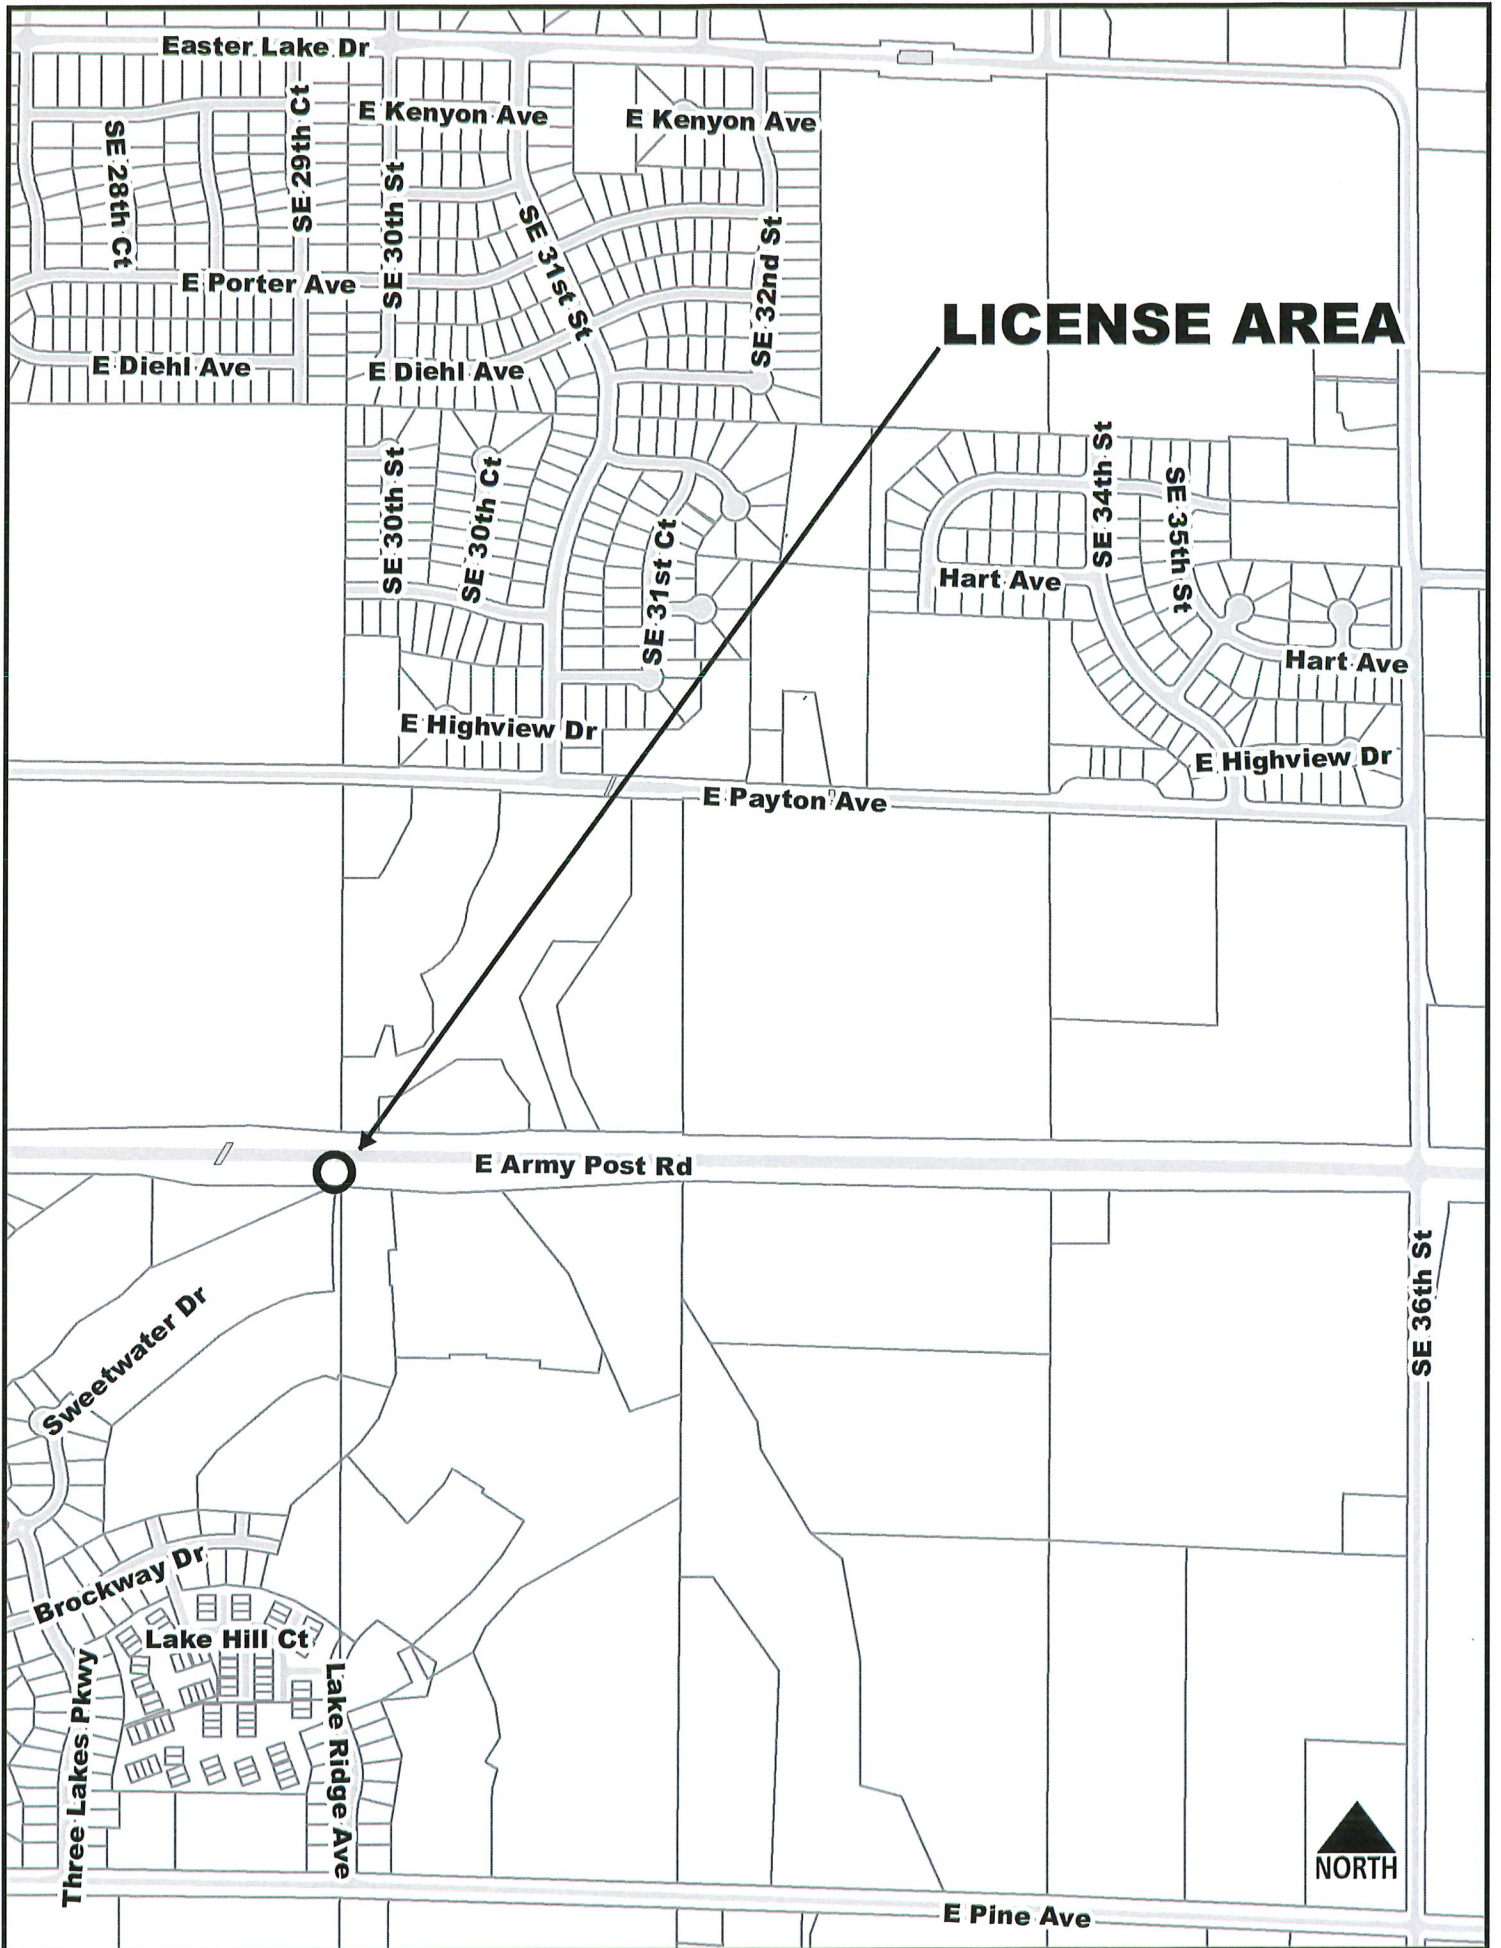 Easter Lake Dr
E Kenyon Ave
E Kenyon Ave
SE 28th Ct
SE 29th Ct
SE 30th St
SE 31st St
SE 32nd St
E Porter Ave
LICENSE AREA
E Diehl Ave
E Diehl Ave
SE 30th St
SE 30th Ct
SE 31st Ct
SE 34th St
SE 35th St
Hart Ave
Hart Ave
E Highview Dr
E Highview Dr
E Payton Ave
E Army Post Rd
SE 36th St
Sweetwater Dr
Brockway Dr
Lake Hill Ct
Three Lakes Pkwy
Lake Ridge Ave
NORTH
E Pine Ave